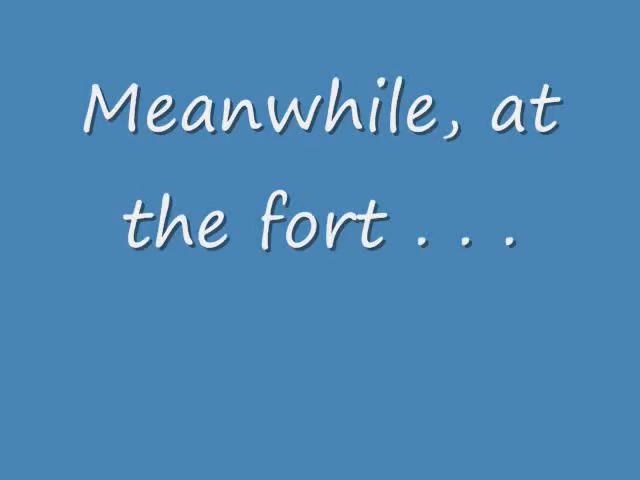 Meanwhile, at
the fort . . .